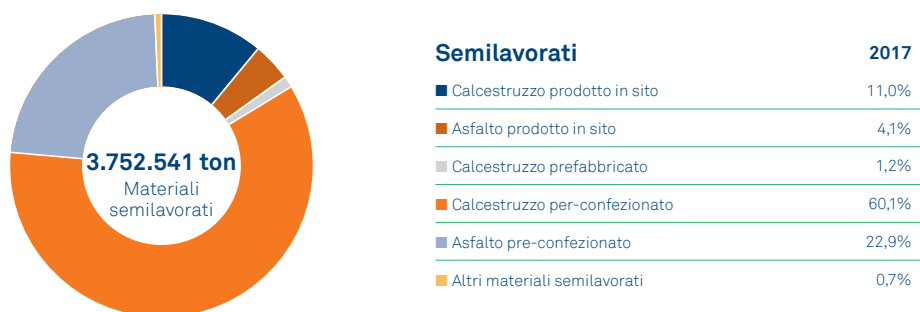 3.752.541 ton
Materiali
semilavorati
Semilavorati 2017
Calcestruzzo prodotto in sito 11,0%
Asfalto prodotto in sito 4,1%
Calcestruzzo prefabbricato 1,2%
Calcestruzzo per-confezionato 60,1%
Asfalto pre-confezionato 22,9%
Altri materiali semilavorati 0,7%